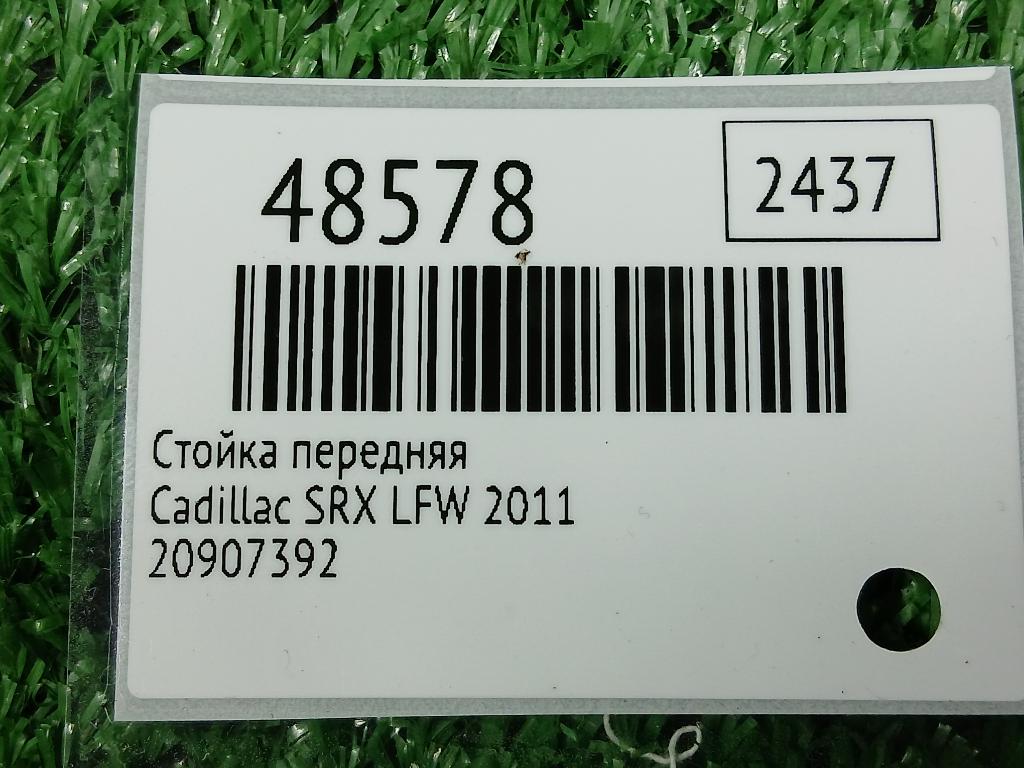 48578
2437
Стойка передняя
Cadillac SRX LFW 2011
20907392